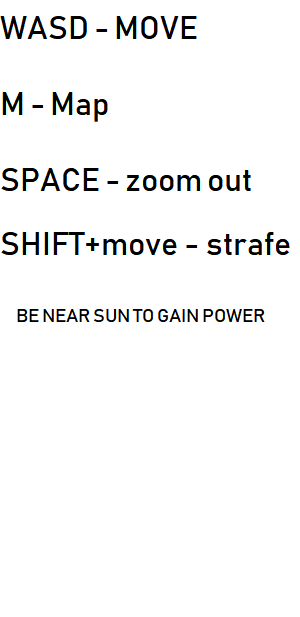 WASD - MOVE
M - Map
SPACE - zoom out
SHIFT+move - strafe
BE NEAR SUN TO GAIN POWER